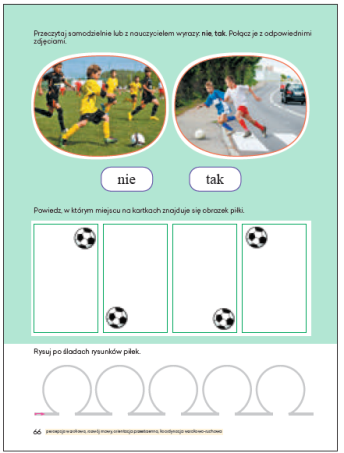 Przeczytaj samodzielnie lub z nauczycielem wyrazy: nie, tak. Połącz je z odpowiednimi
zdjęciami.
nie
tak
Powiedz, w którym miejscu na kartkach znajduje się obrazek piłki.
Rysuj po śladach rysunków piłek.
66 percepcja wzrokowa, rozwój mowy, orientacja przestrzenna, koordynacja wzrokowo-ruchowa